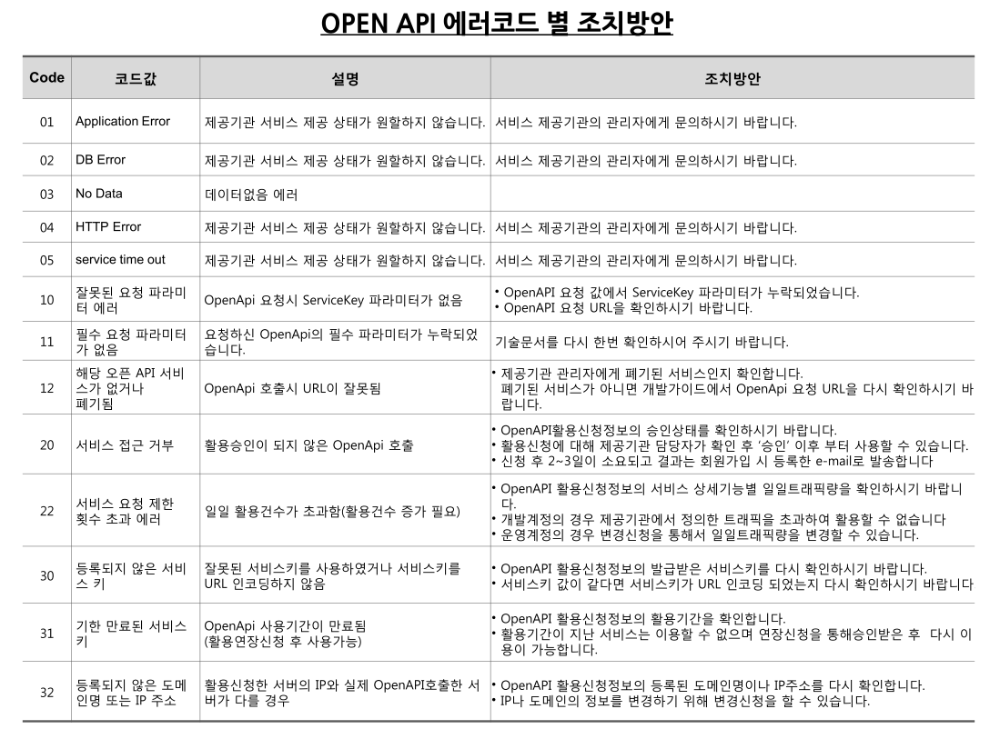 OPEN API 에러코드 별 조치방안
Code 코드값 설명 조치방안
01 Application Error 제공기관 서비스 제공 상태가 원할하지 않습니다. 서비스 제공기관의 관리자에게 문의하시기 바랍니다.
02 DB Error 제공기관 서비스 제공 상태가 원할하지 않습니다. 서비스 제공기관의 관리자에게 문의하시기 바랍니다.
03 No Data 데이터없음 에러
04 HTTP Error 제공기관 서비스 제공 상태가 원할하지 않습니다. 서비스 제공기관의 관리자에게 문의하시기 바랍니다.
05 service time out 제공기관 서비스 제공 상태가 원할하지 않습니다. 서비스 제공기관의 관리자에게 문의하시기 바랍니다.
10
잘못된 요청 파라미
터 에러
OpenApi 요청시 ServiceKey 파라미터가 없음
• OpenAPI 요청 값에서 ServiceKey 파라미터가 누락되었습니다.
• OpenAPI 요청 URL을 확인하시기 바랍니다.
11
필수 요청 파라미터
가 없음
요청하신 OpenApi의 필수 파라미터가 누락되었
습니다.
기술문서를 다시 한번 확인하시어 주시기 바랍니다.
12
해당 오픈 API 서비
스가 없거나
폐기됨
OpenApi 호출시 URL이 잘못됨
• 제공기관 관리자에게 폐기된 서비스인지 확인합니다.
폐기된 서비스가 아니면 개발가이드에서 OpenApi 요청 URL을 다시 확인하시기 바
랍니다.
20
서비스 접근 거부
활용승인이 되지 않은 OpenApi 호출
• OpenAPI활용신청정보의 승인상태를 확인하시기 바랍니다.
• 활용신청에 대해 제공기관 담당자가 확인 후 ‘승인’ 이후 부터 사용할 수 있습니다.
• 신청 후 2~3일이 소요되고 결과는 회원가입 시 등록한 e-mail로 발송합니다
22
서비스 요청 제한
횟수 초과 에러
일일 활용건수가 초과함(활용건수 증가 필요)
• OpenAPI 활용신청정보의 서비스 상세기능별 일일트래픽량을 확인하시기 바랍니
다.
• 개발계정의 경우 제공기관에서 정의한 트래픽을 초과하여 활용할 수 없습니다
• 운영계정의 경우 변경신청을 통해서 일일트래픽량을 변경할 수 있습니다.
30
등록되지 않은 서비
스 키
잘못된 서비스키를 사용하였거나 서비스키를
URL 인코딩하지 않음
• OpenAPI 활용신청정보의 발급받은 서비스키를 다시 확인하시기 바랍니다.
• 서비스키 값이 같다면 서비스키가 URL 인코딩 되었는지 다시 확인하시기 바랍니다
31
기한 만료된 서비스
키
OpenApi 사용기간이 만료됨
(활용연장신청 후 사용가능)
• OpenAPI 활용신청정보의 활용기간을 확인합니다.
• 활용기간이 지난 서비스는 이용할 수 없으며 연장신청을 통해승인받은 후 다시 이
용이 가능합니다.
32
등록되지 않은 도메
인명 또는 IP 주소
활용신청한 서버의 IP와 실제 OpenAPI호출한 서
버가 다를 경우
• OpenAPI 활용신청정보의 등록된 도메인명이나 IP주소를 다시 확인합니다.
• IP나 도메인의 정보를 변경하기 위해 변경신청을 할 수 있습니다.